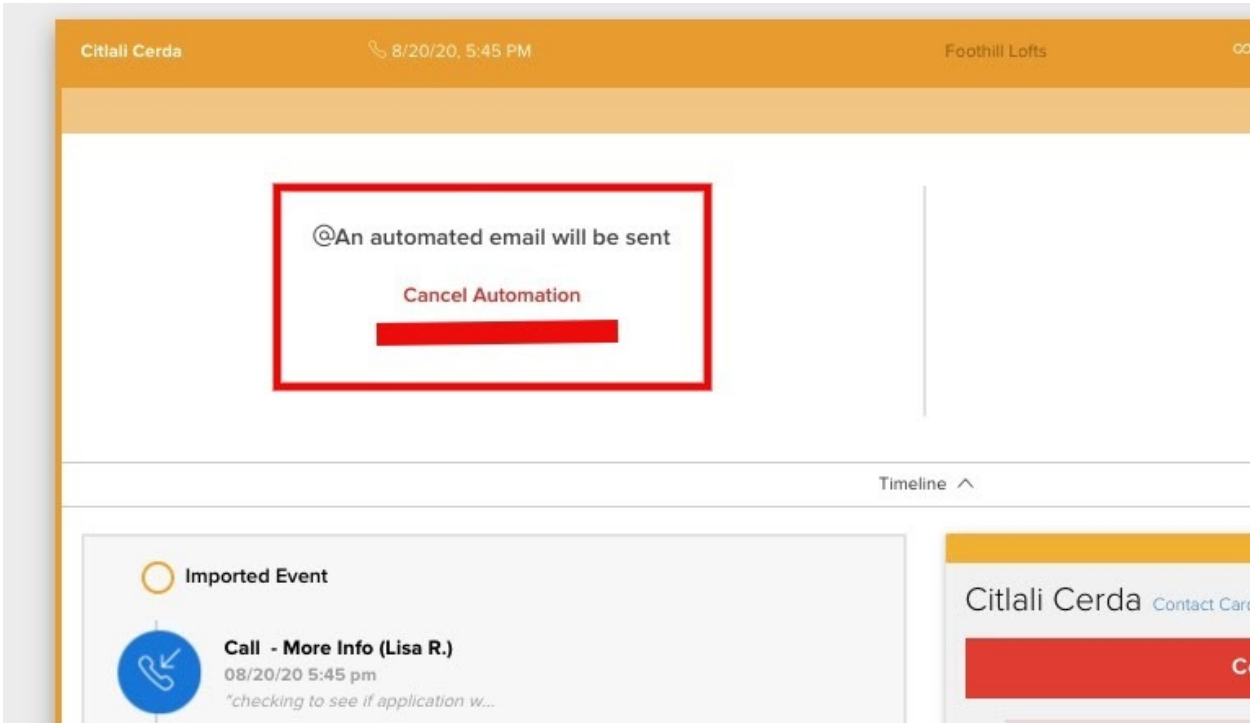 Citlali Cerda
8/20/20, 5:45 PM
Foothill Lofts
@An automated email will be sent
Cancel Automation
Timeline
Imported Event
Call - More Info (Lisa R.)
08/20/20 5:45 pm
"checking to see if application w...
Citlali Cerda Contact Card